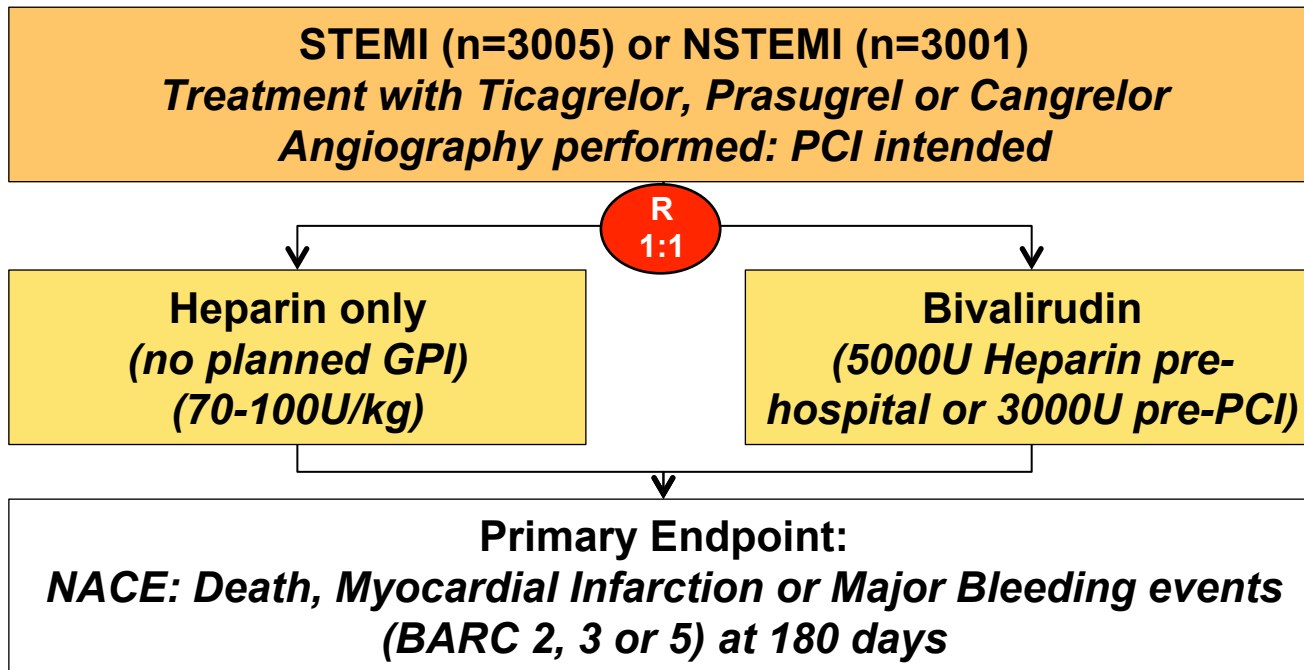 STEMI (n=3005) or NSTEMI (n=3001)
Treatment with Ticagrelor, Prasugrel or Cangrelor
Angiography performed: PCI intended
R
1:1
Heparin only
(no planned GPI)
(70-100U/kg)
Bivalirudin
(5000U Heparin pre-
hospital or 3000U pre-PCI)
Primary Endpoint:
NACE: Death, Myocardial Infarction or Major Bleeding events
(BARC 2, 3 or 5) at 180 days